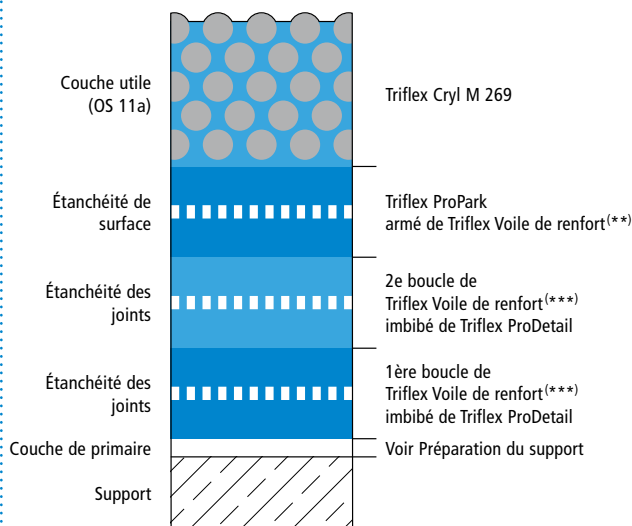 Couche utile
(OS 11a)
Triflex Cryl M 269
Étanchéité de
surface
Triflex ProPark
armé de Triflex Voile de renfort(**)
Étanchéité des
joints
2e boucle de
Triflex Voile de renfort(***)
imbibé de Triflex ProDetail
Étanchéité des
joints
1ère boucle de
Triflex Voile de renfort(***)
imbibé de Triflex ProDetail
Couche de primaire
Voir Préparation du support
Support